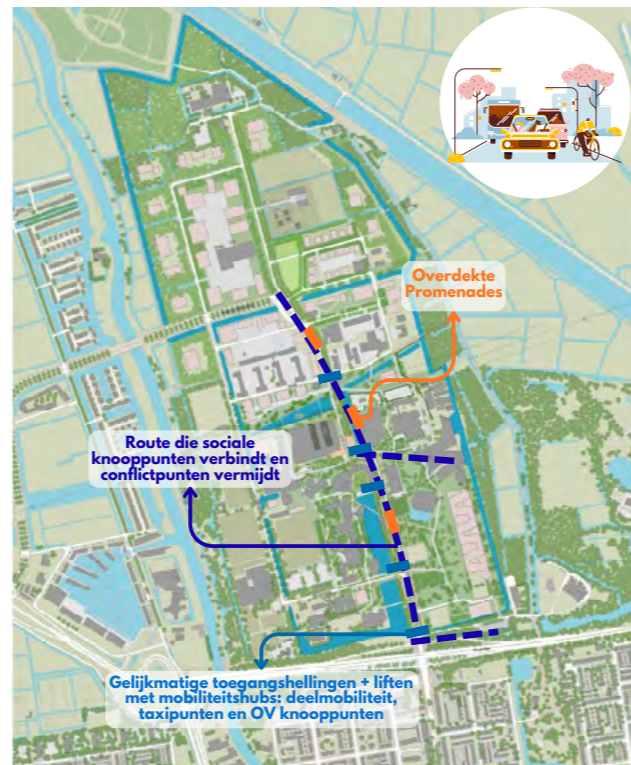 Overdekte
Promenades
Route die sociale
knooppunten verbindt en
conflictpunten vermijdt
Gelijkmatige toegangshellingen + liften
met mobiliteitshubs: deelmobiliteit,
taxipunten en OV knooppunten